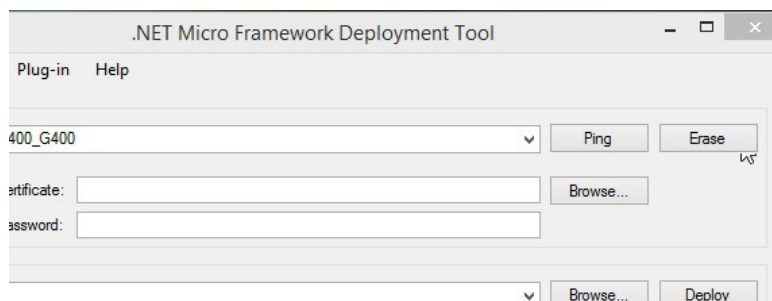 .NET Micro Framework Deployment Tool
Plug-in Help
400_G400 Ping Erase
ertificate: Browse...
assword:
Browse... Deploy